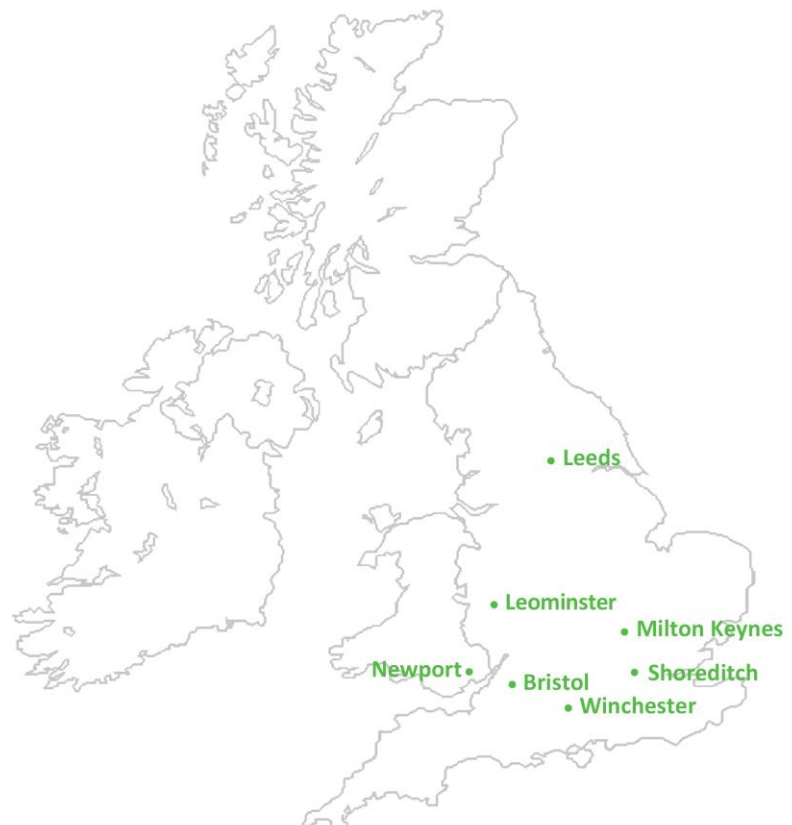 Leeds
Leominster
Milton Keynes
Newport
Shoreditch
Bristol
Winchester